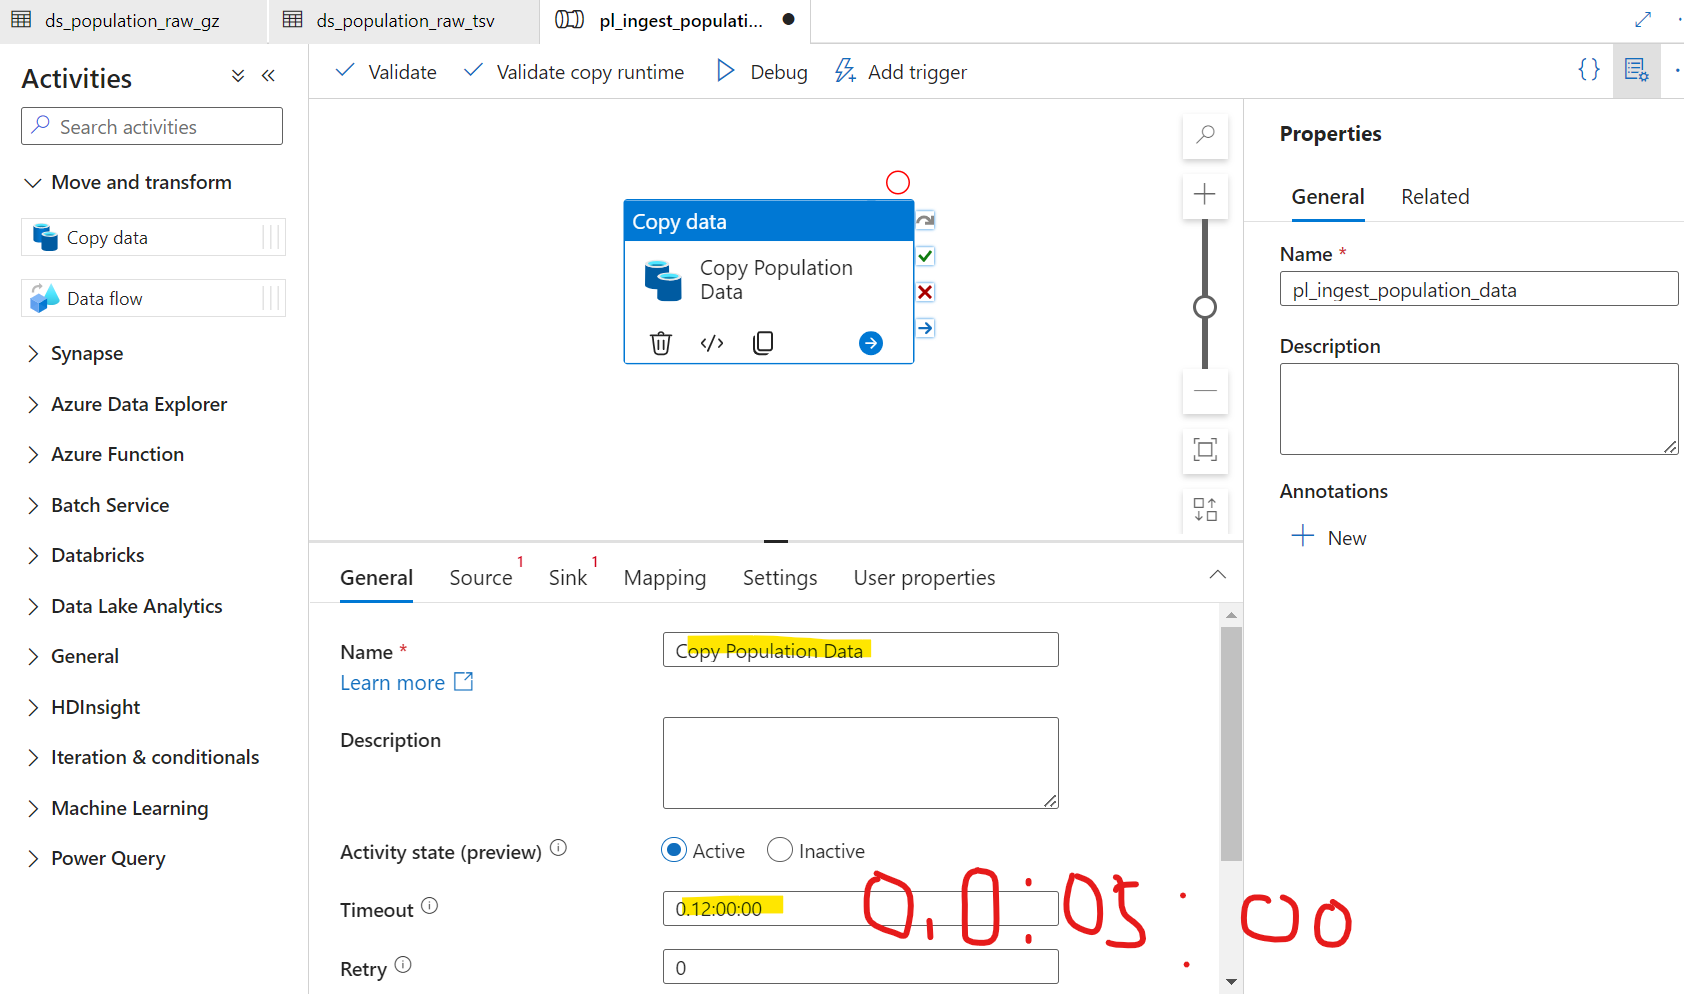 ds_population_raw_gz
ds_population_raw_tsv
pl_ingest_populati...
Activities
Search activities
Move and transform
Copy data
Data flow
Synapse
Azure Data Explorer
Azure Function
Batch Service
Databricks
Data Lake Analytics
General
HDInsight
Iteration & conditionals
Machine Learning
Power Query
Validate
Validate copy runtime
Debug
Add trigger
Copy data
Copy Population
Data
General
Source 1
Sink 1
Mapping
Settings
User properties
Name *
Copy Population Data
Learn more
Description
Activity state (preview)
Active
Inactive
Timeout
0.12:00:00
0.0:05:00
Retry
0
Properties
General
Related
Name *
pl_ingest_population_data
Description
Annotations
New